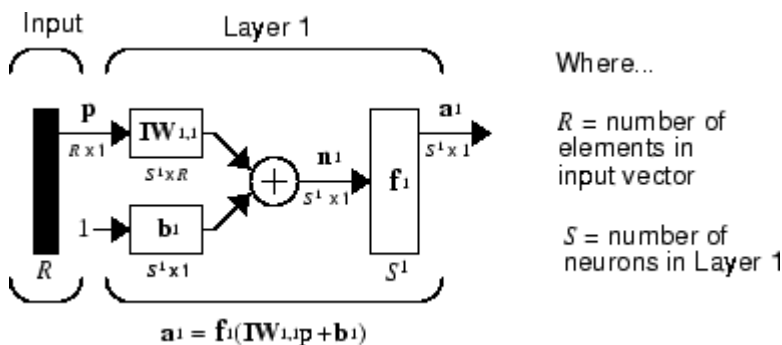 Input
Layer 1
Where...
p
R x 1
IW1,1
S1 x R
1
b1
S1 x 1
+
n1
S1 x 1
f1
a1
S1 x 1
R
S1
R = number of
elements in
input vector
S = number of
neurons in Layer 1
a1 = f1(IW1,1p + b1)